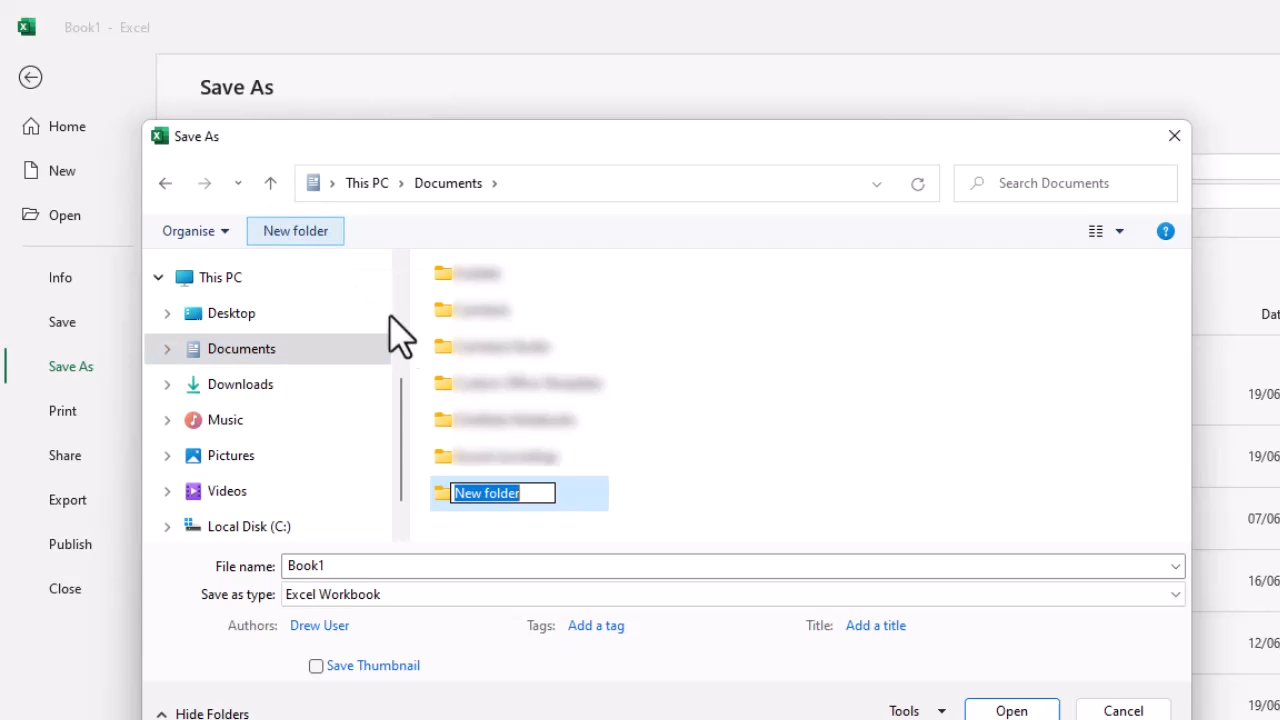 Book1 - Excel
Save As
Home
New
Open
Info
Save
Save As
Print
Share
Export
Publish
Close
Save As
This PC > Documents >
Search Documents
Organise
New folder
?
This PC
Desktop
Documents
Downloads
Music
Pictures
Videos
Local Disk (C:)
New folder
File name: Book1
Save as type: Excel Workbook
Authors: Drew User
Tags: Add a tag
Title: Add a title
Save Thumbnail
Hide Folders
Tools
Open
Cancel
Dat
19/06
19/06
07/06
16/06
12/06
19/06